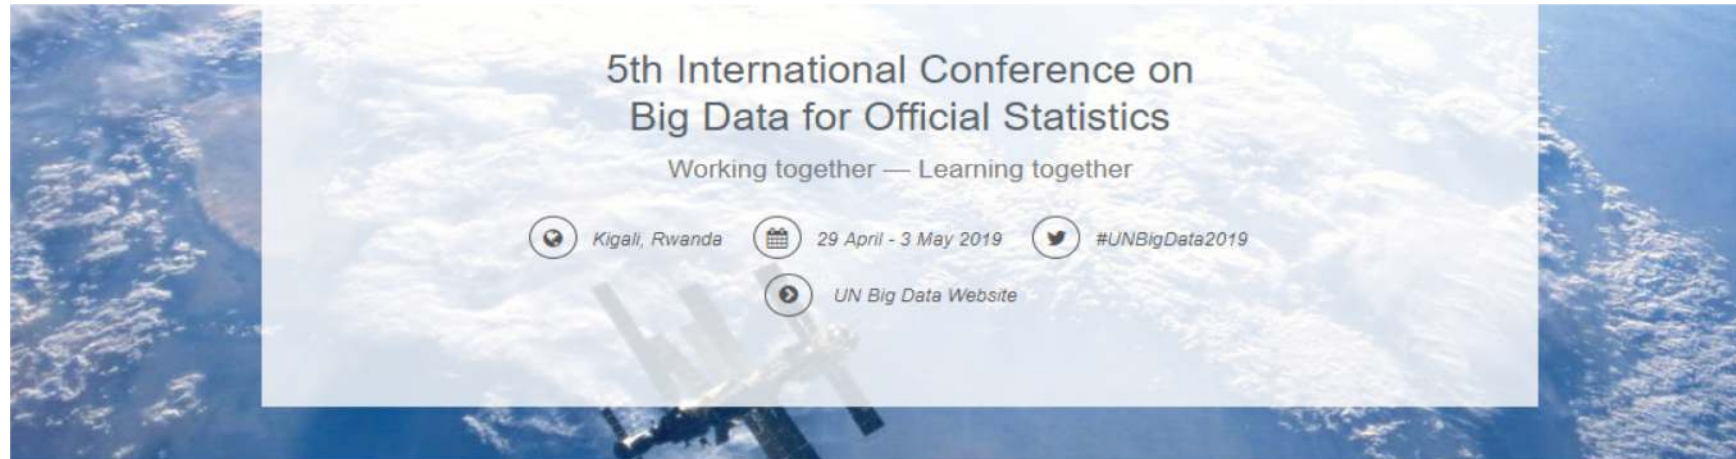 5th International Conference on
Big Data for Official Statistics
Working together — Learning together
Kigali, Rwanda 29 April - 3 May 2019 #UNBigData2019
UN Big Data Website